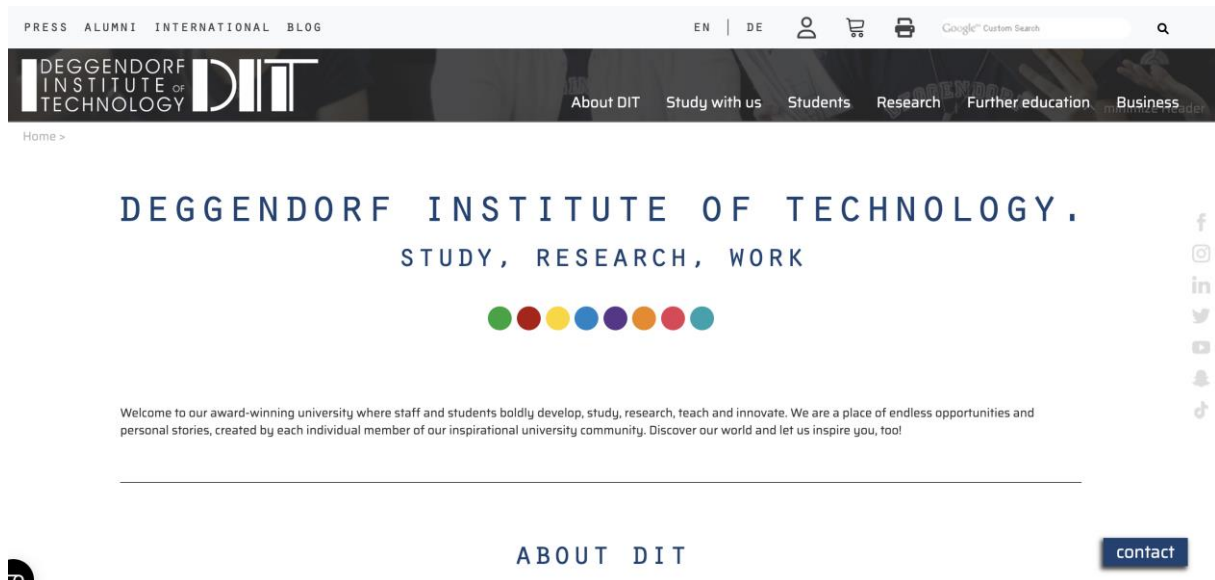 PRESS ALUMNI INTERNATIONAL BLOG EN | DE Google™ Custom Search
DEGGENDORF
INSTITUTE OF
TECHNOLOGY DIT
About DIT Study with us Students Research Further education Business
minimize Header
Home >
DEGGENDORF INSTITUTE OF TECHNOLOGY.
STUDY, RESEARCH, WORK
Welcome to our award-winning university where staff and students boldly develop, study, research, teach and innovate. We are a place of endless opportunities and
personal stories, created by each individual member of our inspirational university community. Discover our world and let us inspire you, too!
ABOUT DIT
contact